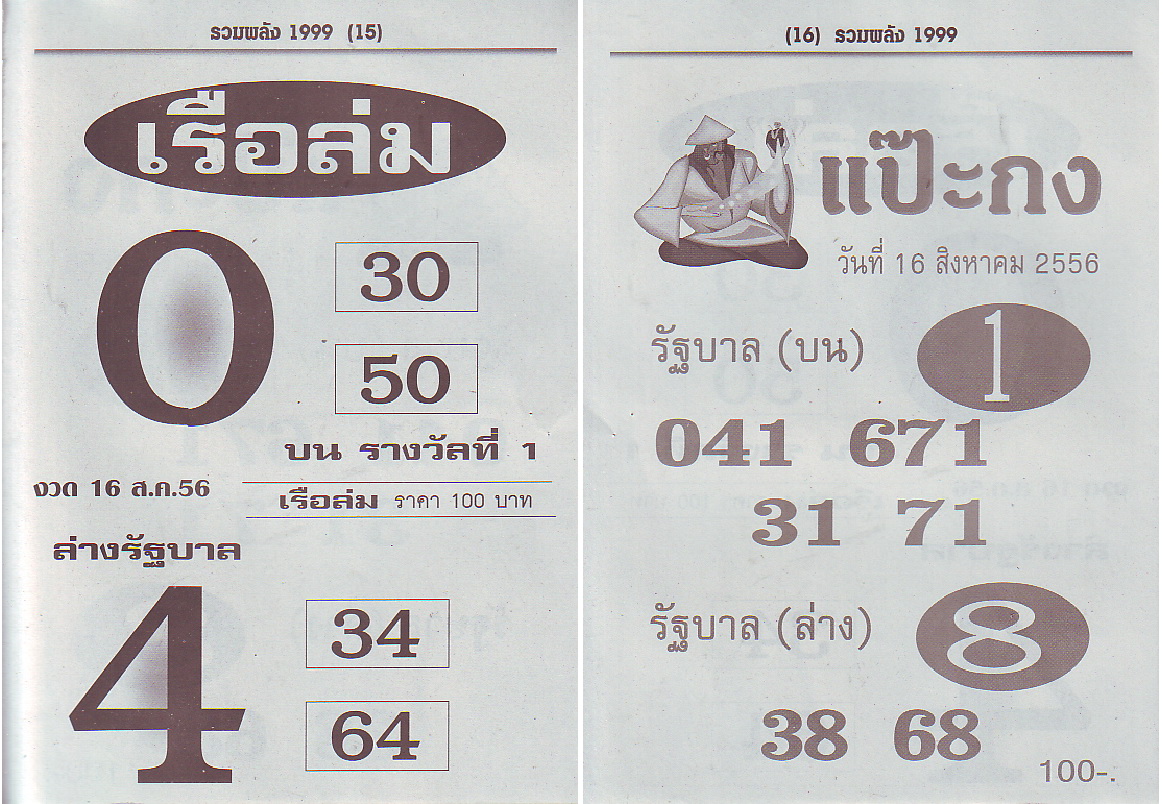 รวมพลัง 1999 (15)
เรือล่ม
0
30
50
บน รางวัลที่ 1
งวด 16 ส.ค.56
เรือล่ม ราคา 100 บาท
ล่างรัฐบาล
4
34
64
(16) รวมพลัง 1999
แป๊ะกง
วันที่ 16 สิงหาคม 2556
รัฐบาล (บน)
1
041 671
31 71
รัฐบาล (ล่าง)
8
38 68
100-.